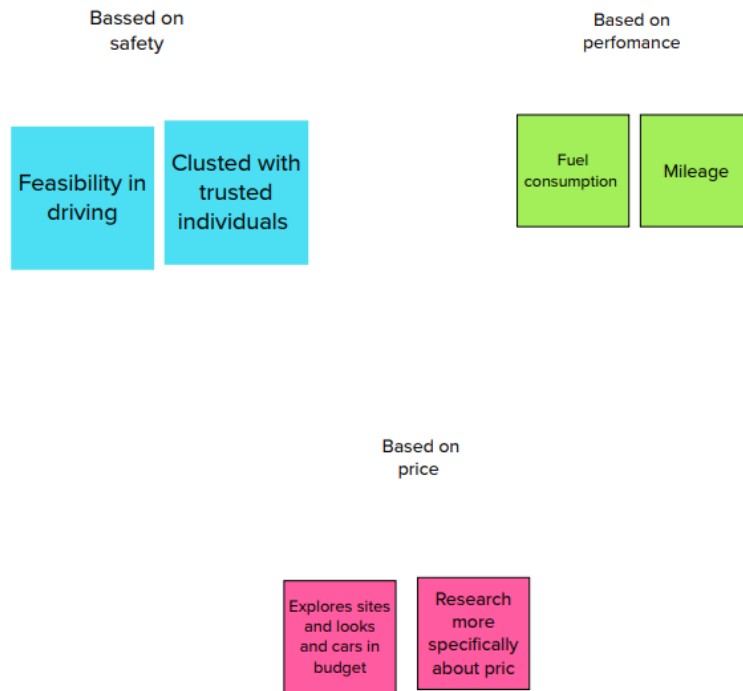 Bassed on
safety
Based on
perfomance
Feasibility in
driving
Clusted with
trusted
individuals
Fuel
consumption
Mileage
Based on
price
Explores sites
and looks
and cars in
budget
Research
more
specifically
about pric